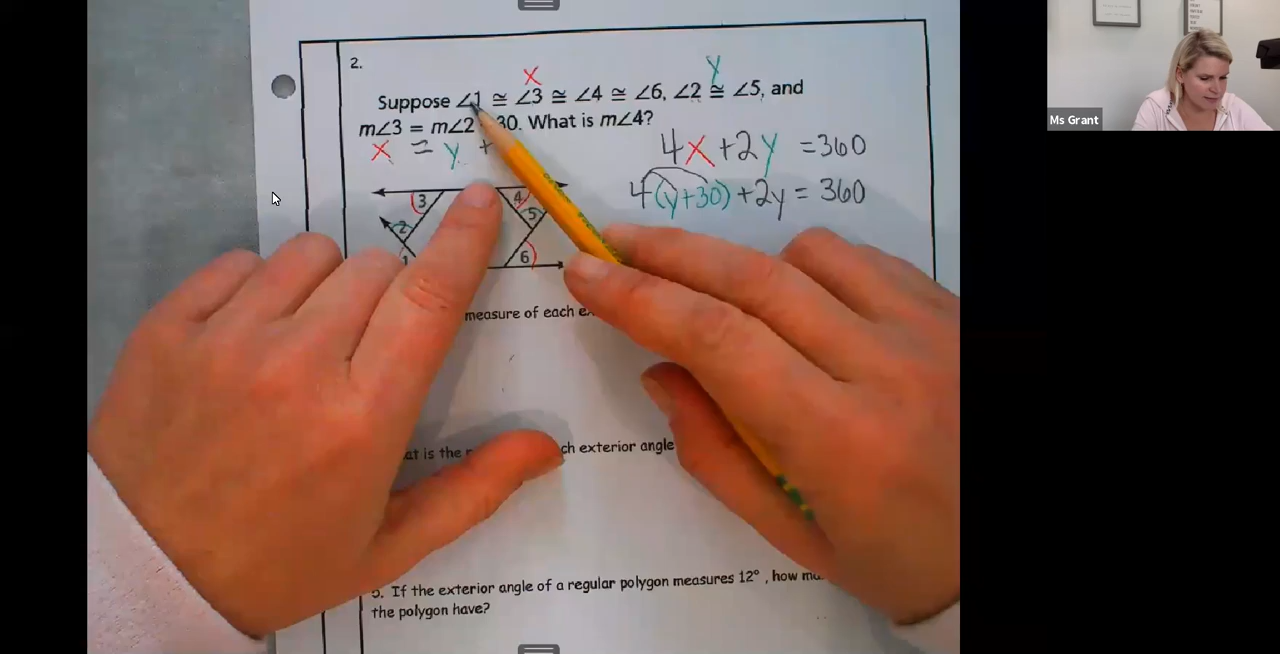 2.
X
y
Suppose ∠1 ≅ ∠3 ≅ ∠4 ≅ ∠6, ∠2 ≅ ∠5, and
m∠3 = m∠2 30. What is m∠4?
X = y +
4X+2y =360
4(y+30)+2y = 360
3
4
2
5
1
6
measure of each
at is the
ch exterior angle
5. If the exterior angle of a regular polygon measures 12°, how
the polygon have?
Ms Grant